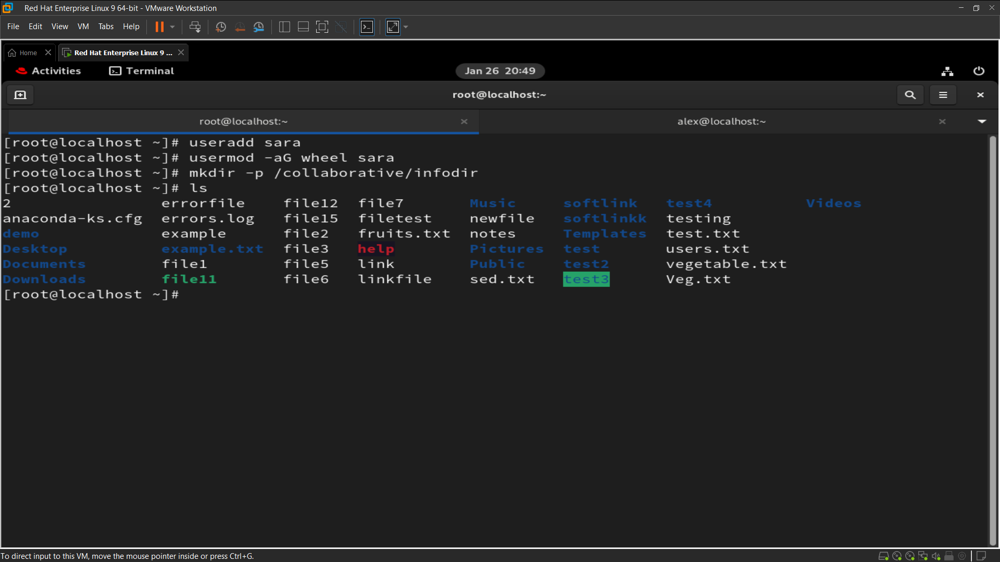 Red Hat Enterprise Linux 9 64-bit - VMware Workstation
File Edit View VM Tabs Help
Home Red Hat Enterprise Linux 9 ...
Activities Terminal Jan 26 20:49
root@localhost:~
root@localhost:~ alex@localhost:~
[root@localhost ~]# useradd sara
[root@localhost ~]# usermod -aG wheel sara
[root@localhost ~]# mkdir -p /collaborative/infodir
[root@localhost ~]# ls
2 errorfile file12 file7 Music softlink test4 Videos
anaconda-ks.cfg errors.log file15 filetest newfile softlinkk testing
demo example file2 fruits.txt notes Templates test.txt
Desktop example.txt file3 help Pictures test users.txt
Documents file1 file5 link Public test2 vegetable.txt
Downloads file11 file6 linkfile sed.txt test3 Veg.txt
[root@localhost ~]#
To direct input to this VM, move the mouse pointer inside or press Ctrl+G.